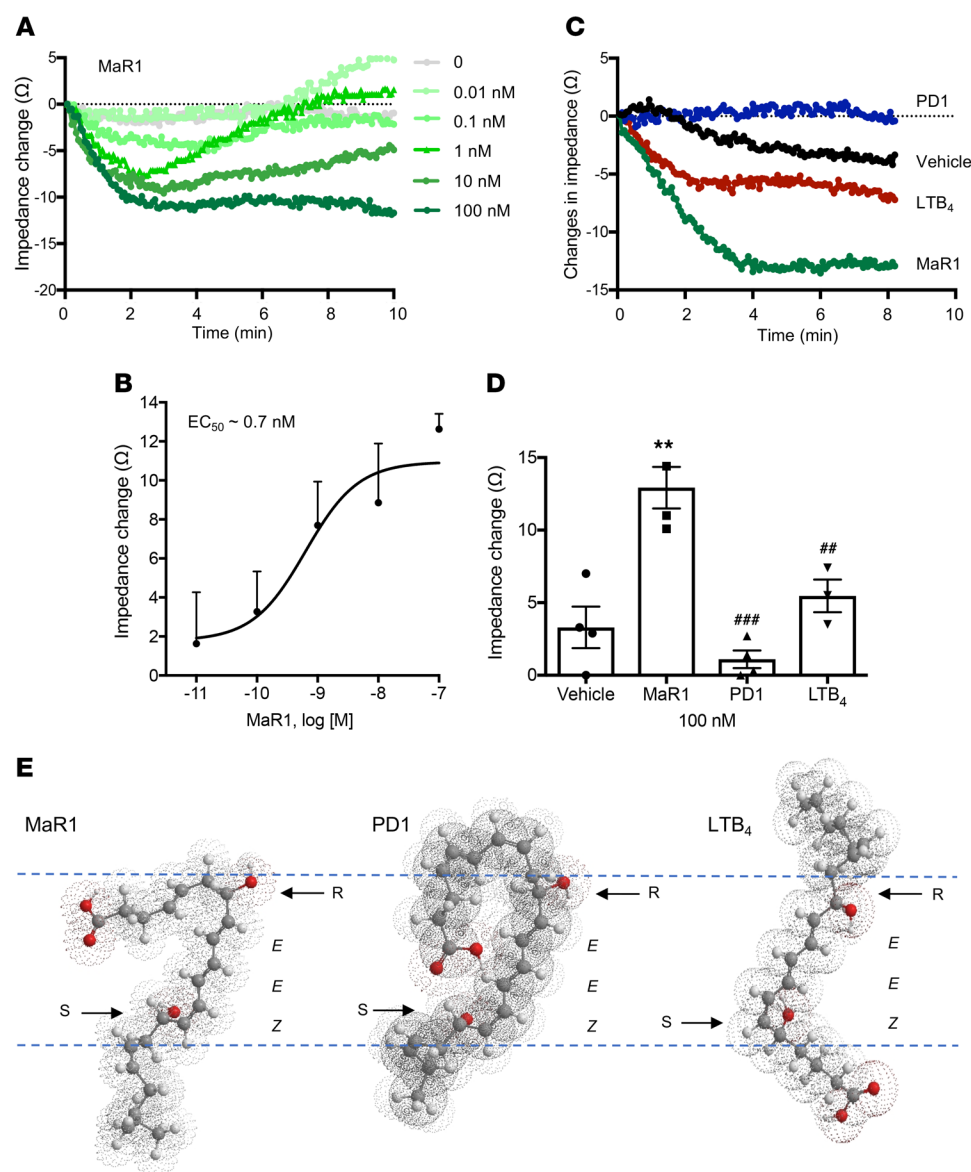 A
MaR1
Impedance change (Ω)
5
0
-5
-10
-15
-20
0 2 4 6 8 10
Time (min)
0
0.01 nM
0.1 nM
1 nM
10 nM
100 nM
C
Changes in impedance (Ω)
5
0
-5
-10
-15
0 2 4 6 8 10
Time (min)
PD1
Vehicle
LTB4
MaR1
B
EC50 ~ 0.7 nM
Impedance change (Ω)
14
12
10
8
6
4
2
0
-11 -10 -9 -8 -7
MaR1, log [M]
D
Impedance change (Ω)
15
10
5
0
**
###
##
Vehicle MaR1 PD1 LTB4
100 nM
E
MaR1
R
E
E
S
Z
PD1
R
E
E
S
Z
LTB4
R
E
E
S
Z